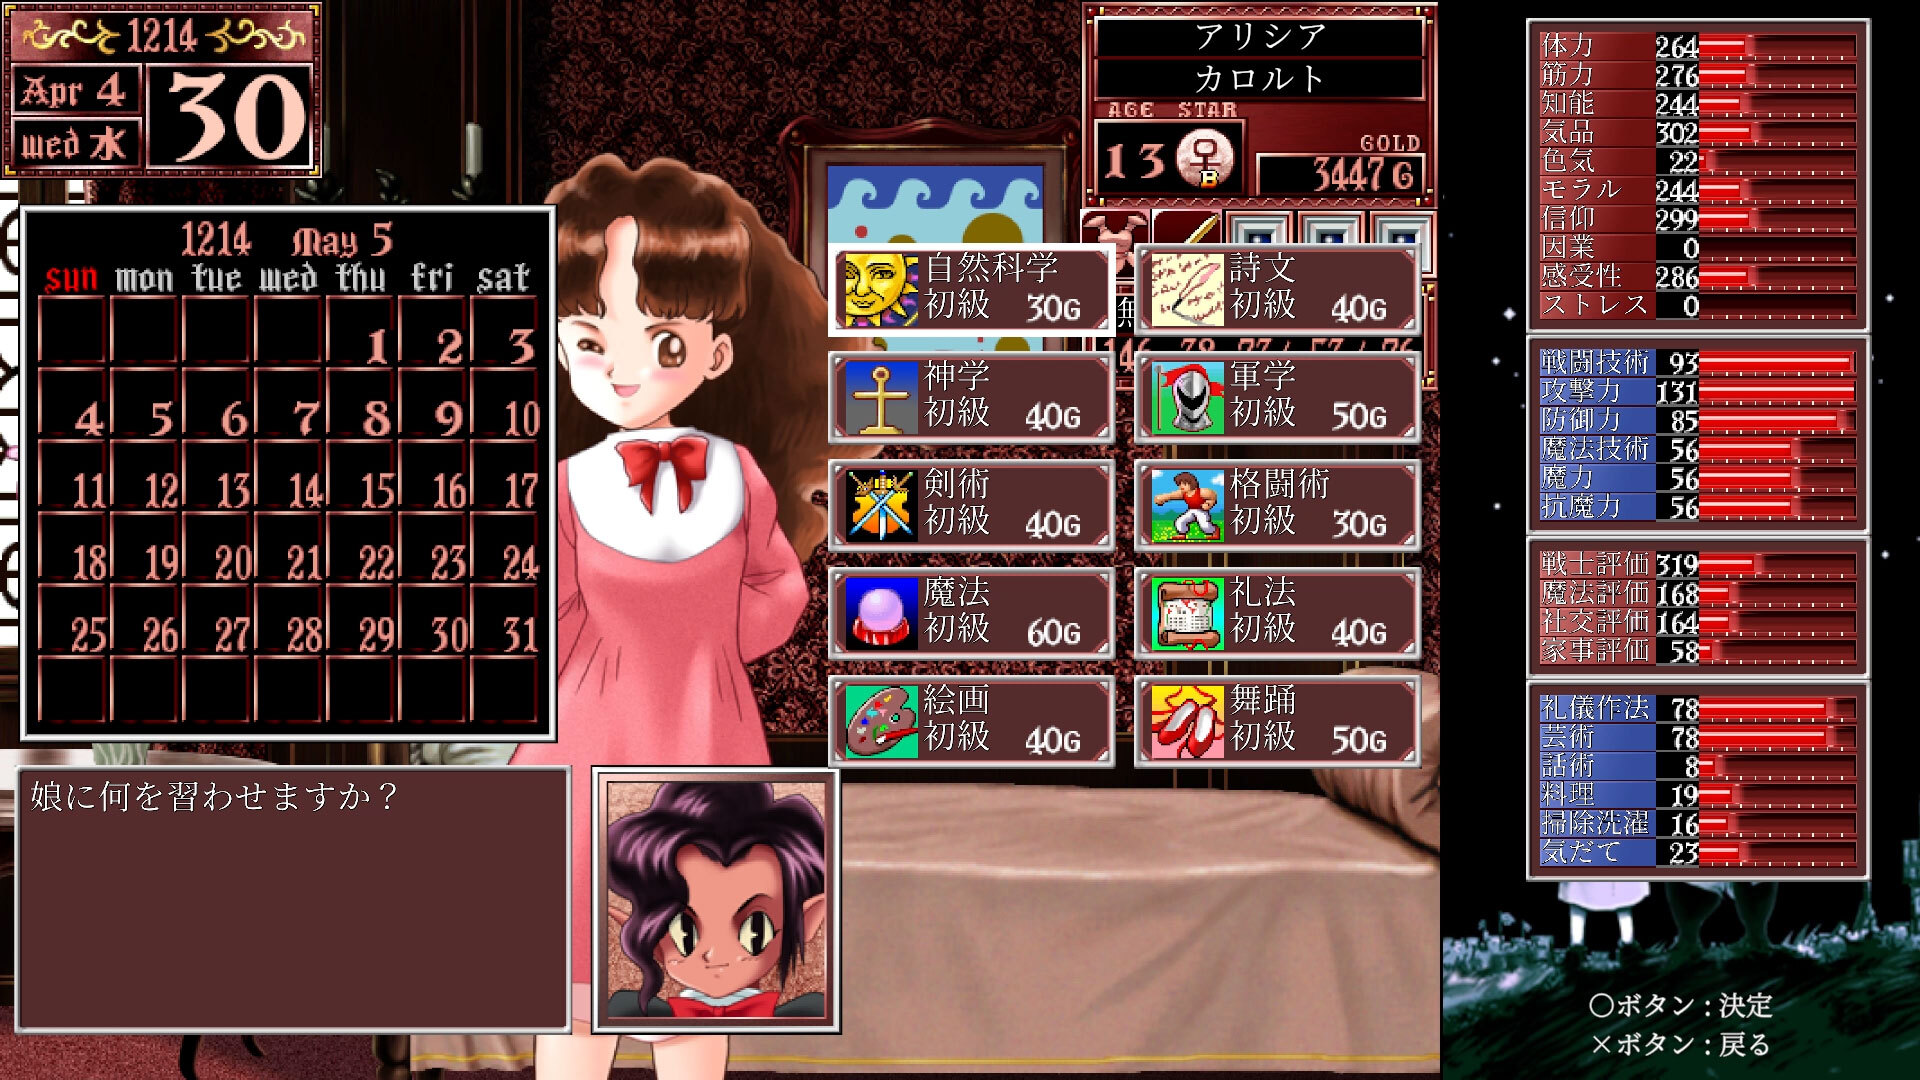 1214
Apr 4
30
wed 水
1214 May 5
sun mon tue wed thu fri sat
1 2 3
4 5 6 7 8 9 10
11 12 13 14 15 16 17
18 19 20 21 22 23 24
25 26 27 28 29 30 31
娘に何を習わせますか？
アリシア
カロルト
AGE STAR
13
B
GOLD
3447G
自然科学
初級 30G
詩文
初級 40G
無
神学
初級 40G
軍学
初級 50G
剣術
初級 40G
格闘術
初級 30G
魔法
初級 60G
礼法
初級 40G
絵画
初級 40G
舞踊
初級 50G
体力 264
筋力 276
知能 244
気品 302
色気 22
モラル 244
信仰 299
因業 0
感受性 286
ストレス 0
戦闘技術 93
攻撃力 131
防御力 85
魔法技術 56
魔力 56
抗魔力 56
戦士評価 319
魔法評価 168
社交評価 164
家事評価 58
礼儀作法 78
芸術 78
話術 8
料理 19
掃除洗濯 16
気だて 23
○ボタン：決定
×ボタン：戻る